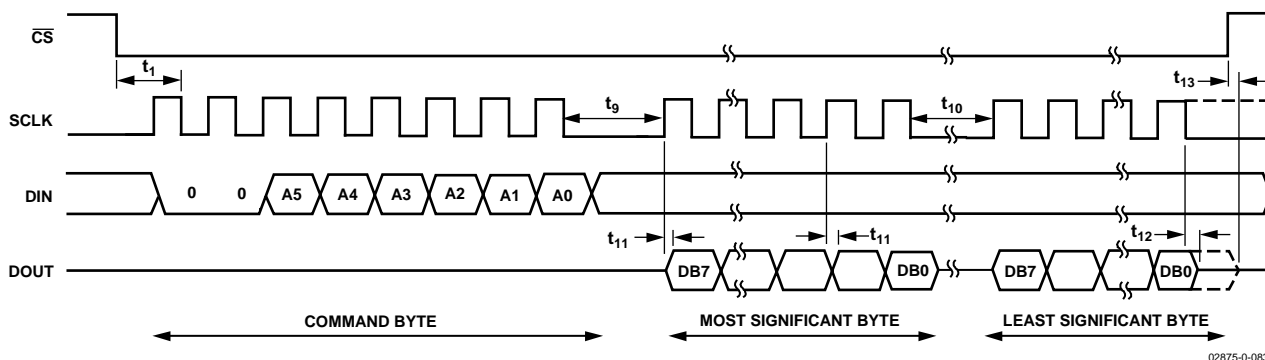 CS
t1
t13
SCLK
t9
t10
DIN
0 0 A5 A4 A3 A2 A1 A0
t11
t11
t12
DOUT
DB7 DB0 DB7 DB0
COMMAND BYTE MOST SIGNIFICANT BYTE LEAST SIGNIFICANT BYTE